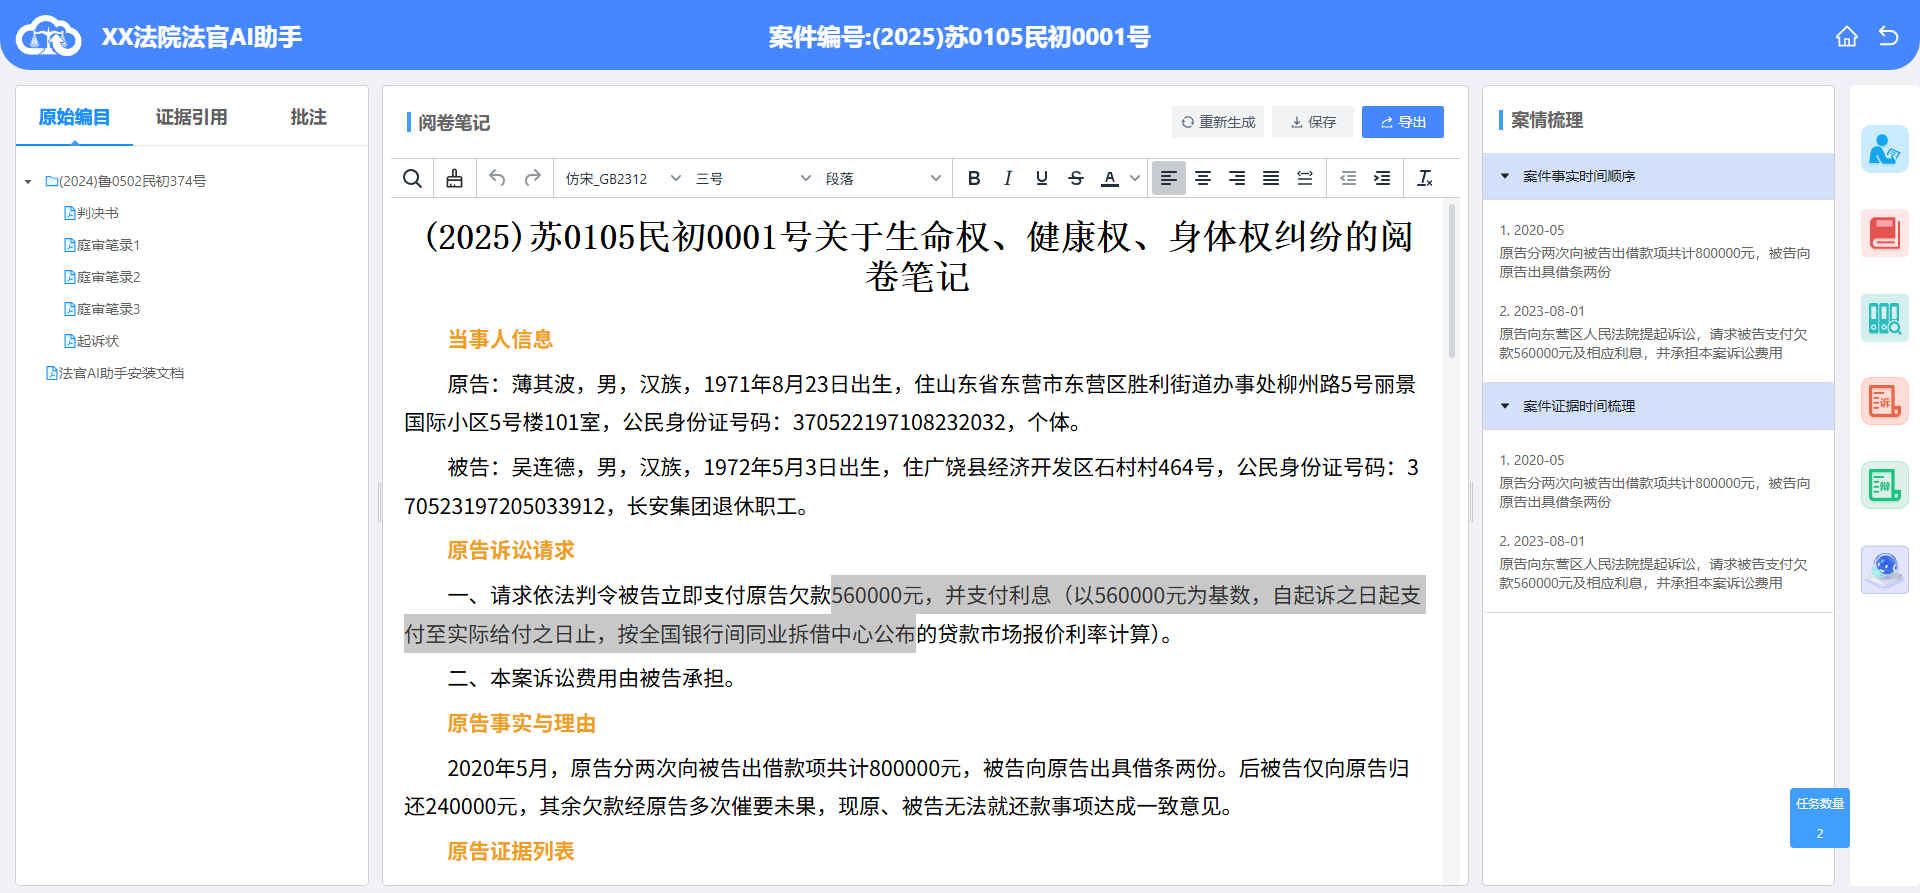 XX法院法官AI助手
案件编号:(2025)苏0105民初0001号
原始编目
证据引用
批注
(2024)鲁0502民初374号
判决书
庭审笔录1
庭审笔录2
庭审笔录3
起诉状
法官AI助手安装文档
阅卷笔记
重新生成
保存
导出
仿宋_GB2312
三号
段落
(2025)苏0105民初0001号关于生命权、健康权、身体权纠纷的阅
卷笔记
当事人信息
原告：薄其波，男，汉族，1971年8月23日出生，住山东省东营市东营区胜利街道办事处柳州路5号丽景
国际小区5号楼101室，公民身份证号码：370522197108232032，个体。
被告：吴连德，男，汉族，1972年5月3日出生，住广饶县经济开发区石村村464号，公民身份证号码：3
70523197205033912，长安集团退休职工。
原告诉讼请求
一、请求依法判令被告立即支付原告欠款560000元，并支付利息（以560000元为基数，自起诉之日起支
付至实际给付之日止，按全国银行间同业拆借中心公布的贷款市场报价利率计算）。
二、本案诉讼费用由被告承担。
原告事实与理由
2020年5月，原告分两次向被告出借款项共计800000元，被告向原告出具借条两份。后被告仅向原告归
还240000元，其余欠款经原告多次催要未果，现原、被告无法就还款事项达成一致意见。
原告证据列表
案情梳理
案件事实时间顺序
1. 2020-05
原告分两次向被告出借款项共计800000元，被告向
原告出具借条两份
2. 2023-08-01
原告向东营区人民法院提起诉讼，请求被告支付欠
款560000元及相应利息，并承担本案诉讼费用
案件证据时间梳理
1. 2020-05
原告分两次向被告出借款项共计800000元，被告向
原告出具借条两份
2. 2023-08-01
原告向东营区人民法院提起诉讼，请求被告支付欠
款560000元及相应利息，并承担本案诉讼费用
诉
辩
任务数量
2